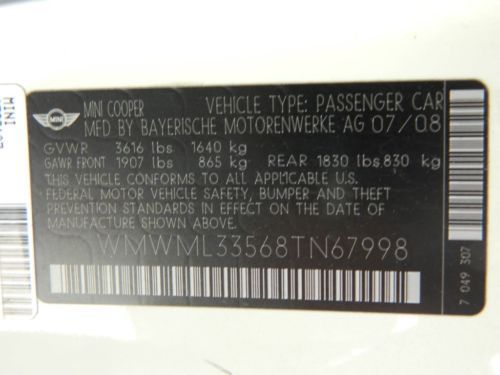 MINI
MINI COOPER VEHICLE TYPE: PASSENGER CAR
MFD BY BAYERISCHE MOTORENWERKE AG 07/08
GVWR 3616 lbs 1640 kg
GAWR FRONT 1907 lbs 865 kg REAR 1830 lbs 830 kg
THIS VEHICLE CONFORMS TO ALL APPLICABLE U.S.
FEDERAL MOTOR VEHICLE SAFETY, BUMPER AND THEFT
PREVENTION STANDARDS IN EFFECT ON THE DATE OF
MANUFACTURE SHOWN ABOVE.
WMWML33568TN67998
7 049 307
MINI